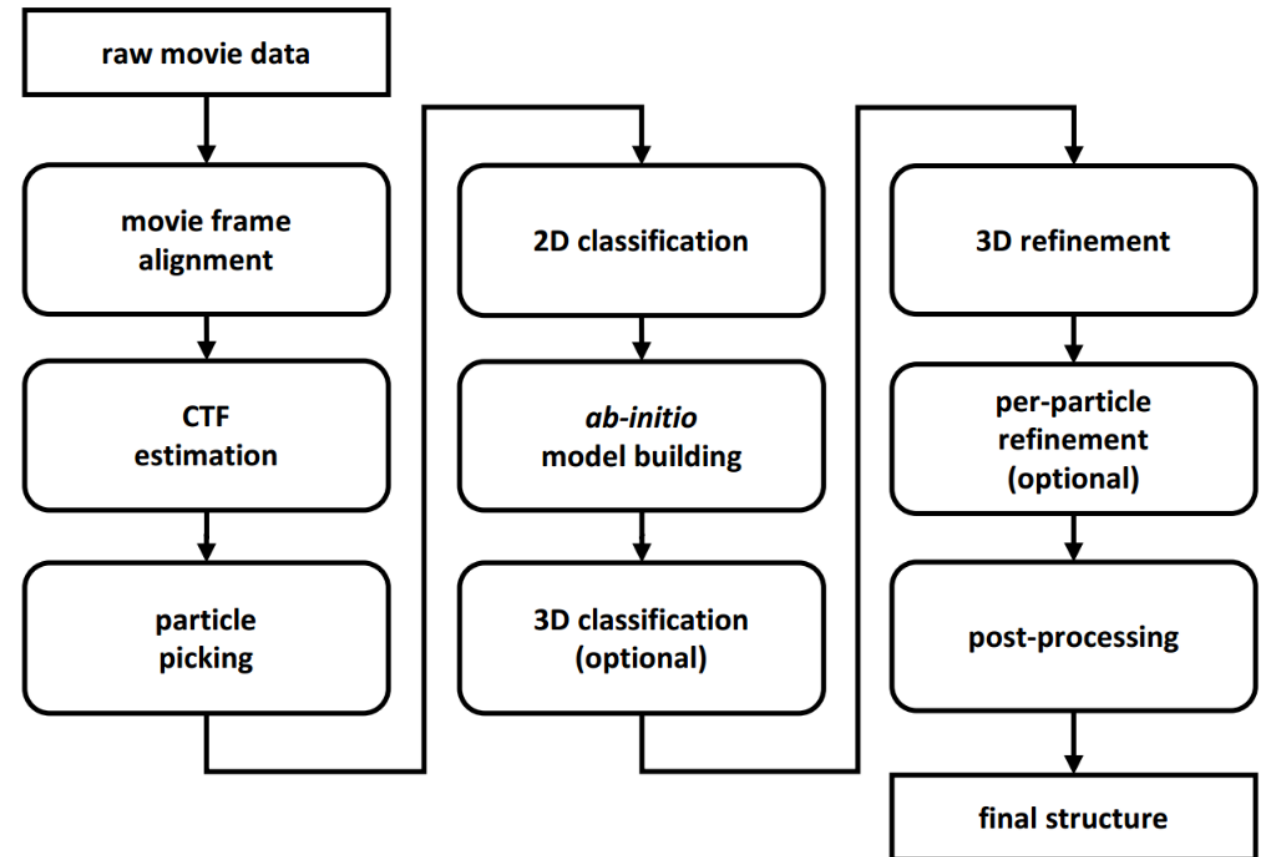 raw movie data
movie frame
alignment
CTF
estimation
particle
picking
2D classification
ab-initio
model building
3D classification
(optional)
3D refinement
per-particle
refinement
(optional)
post-processing
final structure